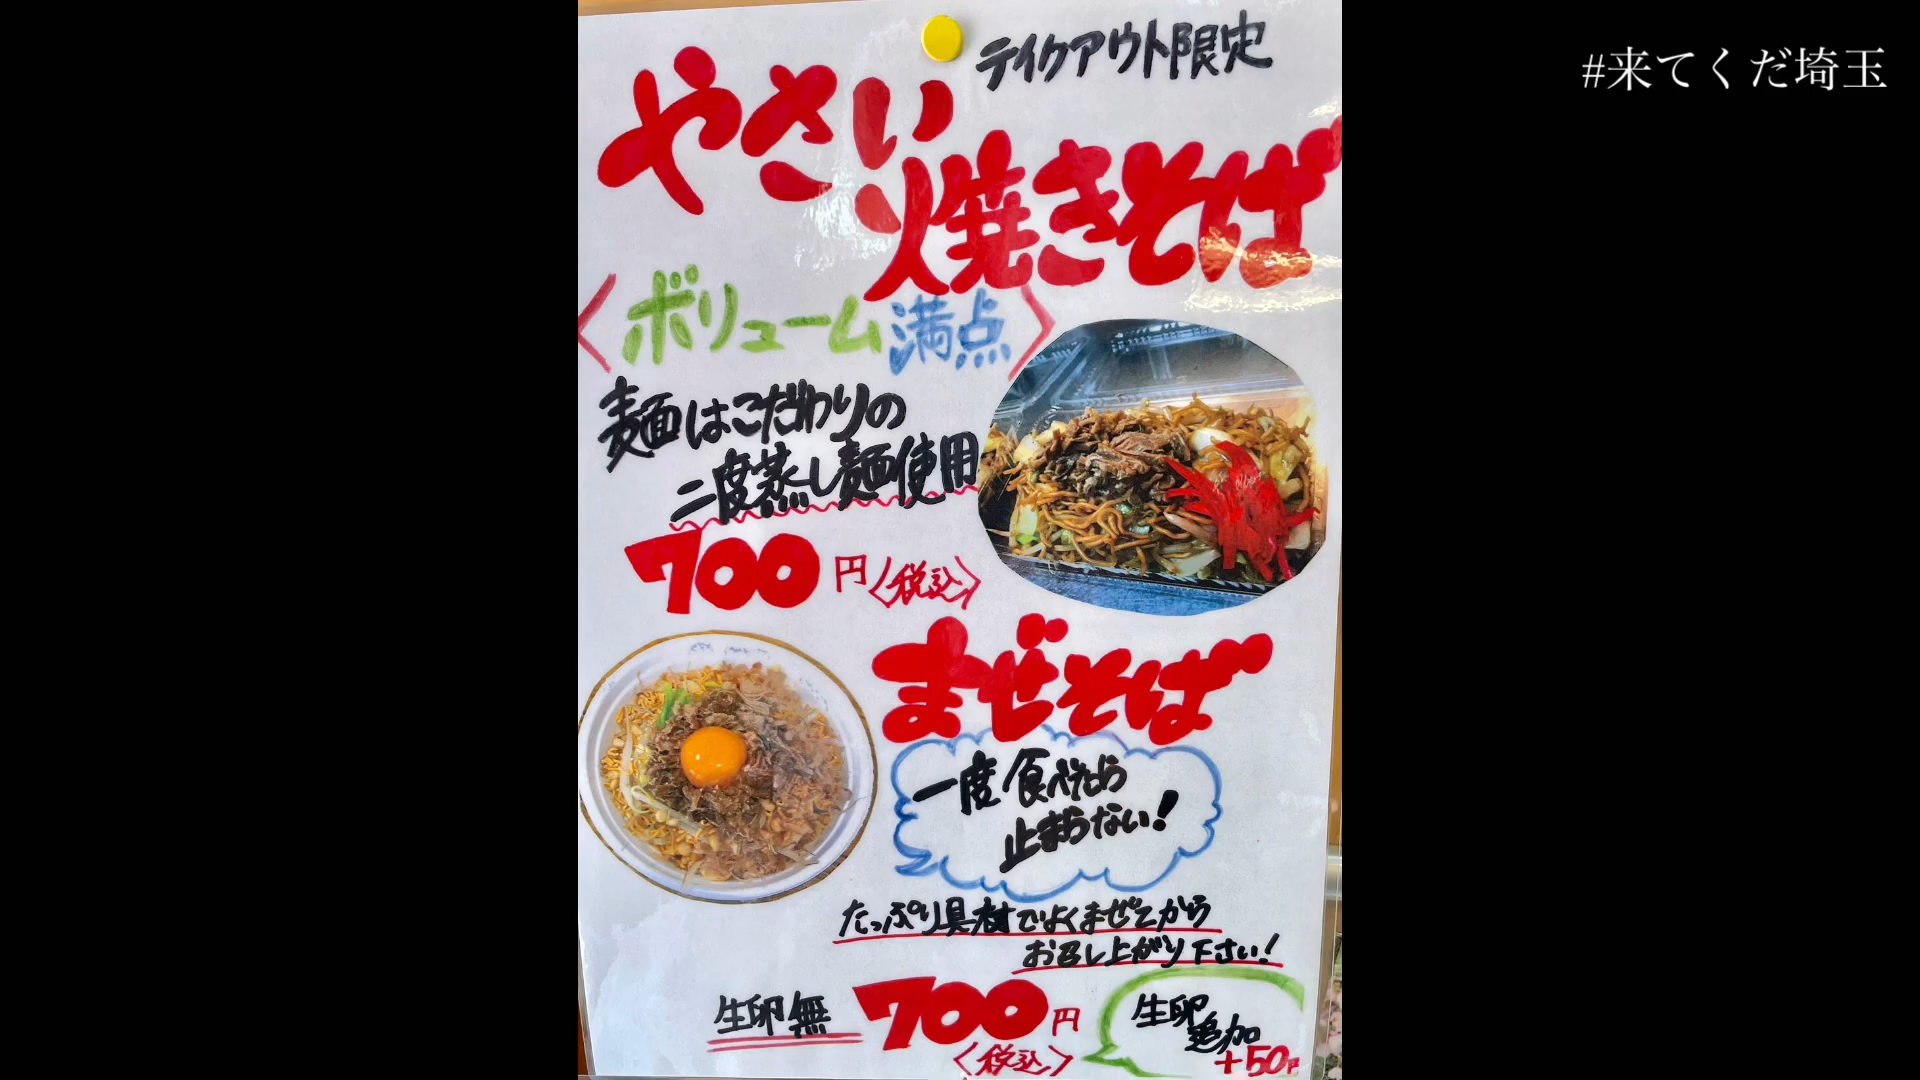 #来てくだ埼玉
テイクアウト限定
やさい
焼きそば
〈ボリューム満点〉
麺はこだわりの
二度蒸し麺使用
700円〈税込〉
まぜそば
一度食べたら
止まらない!
たっぷり具材でよくまぜてから
お召し上がり下さい!
生卵無 700円
〈税込〉
生卵
追加
+50円